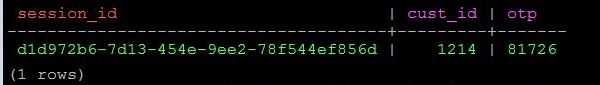 session_id | cust_id | otp
--------------------------------------+---------+-------
d1d972b6-7d13-454e-9ee2-78f544ef856d | 1214 | 81726
(1 rows)